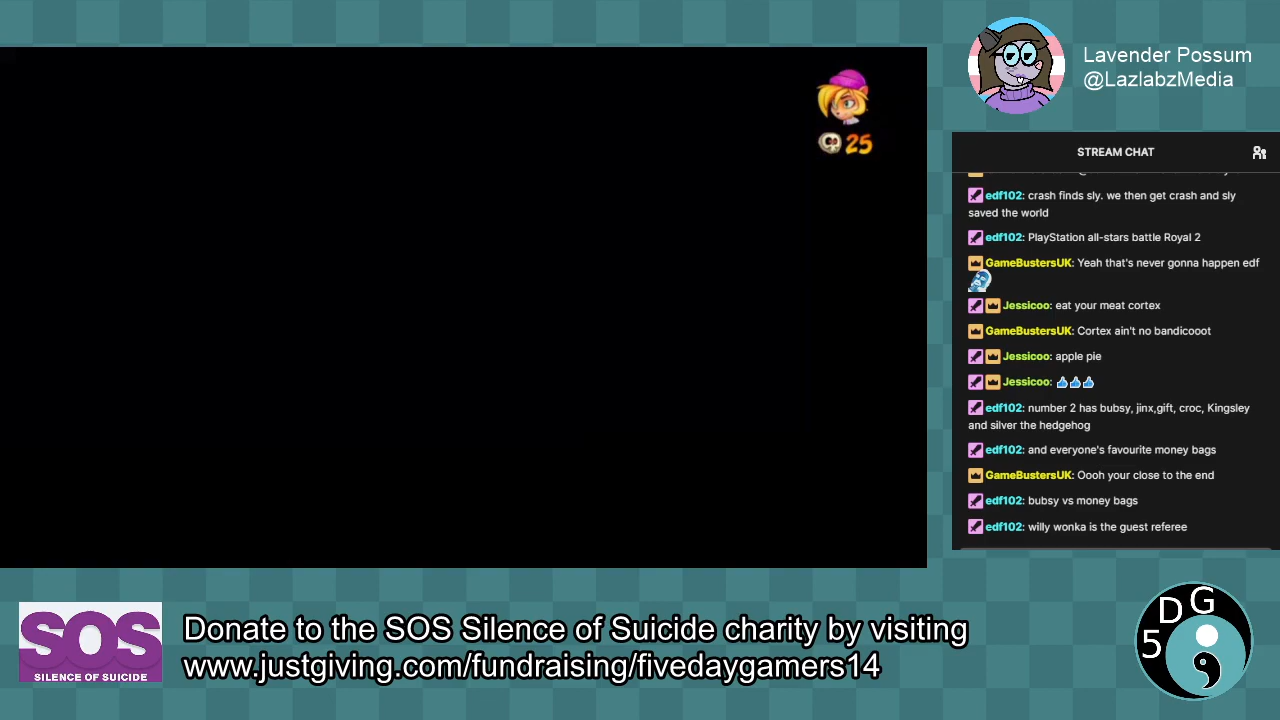 25
Lavender Possum
@LazlabzMedia
STREAM CHAT
edf102: crash finds sly. we then get crash and sly
saved the world
edf102: PlayStation all-stars battle Royal 2
GameBustersUK: Yeah that's never gonna happen edf
Jessicoo: eat your meat cortex
GameBustersUK: Cortex ain't no bandicooot
Jessicoo: apple pie
Jessicoo: 👍👍👍
edf102: number 2 has bubsy, jinx,gift, croc, Kingsley
and silver the hedgehog
edf102: and everyone's favourite money bags
GameBustersUK: Oooh your close to the end
edf102: bubsy vs money bags
edf102: willy wonka is the guest referee
SOS
SILENCE OF SUICIDE
Donate to the SOS Silence of Suicide charity by visiting
www.justgiving.com/fundraising/fivedaygamers14
5DG